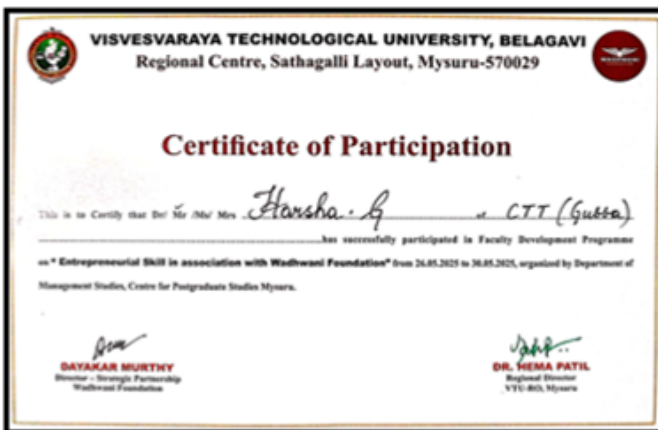 VISVESVARAYA TECHNOLOGICAL UNIVERSITY, BELAGAVI
Regional Centre, Sathagalli Layout, Mysuru-570029
Certificate of Participation
This is to Certify that Dr/ Mr /Ms/ Mrs Harsha. G of CTT (Gubba)
has successfully participated in Faculty Development Programme
on " Entrepreneurial Skill in association with Wadhwani Foundation" from 26.05.2025 to 30.05.2025, organized by Department of
Management Studies, Centre for Postgraduate Studies Mysuru.
DAYAKAR MURTHY
Director – Strategic Partnership
Wadhwani Foundation
DR. HEMA PATIL
Regional Director
VTU-RO, Mysuru